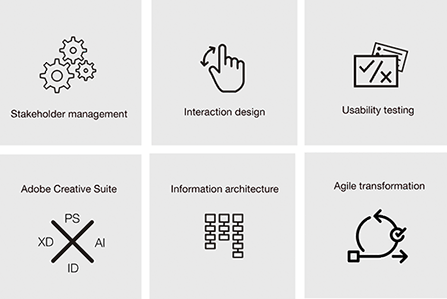 Stakeholder management
Interaction design
Usability testing
Adobe Creative Suite
Information architecture
Agile transformation
PS
XD
AI
ID